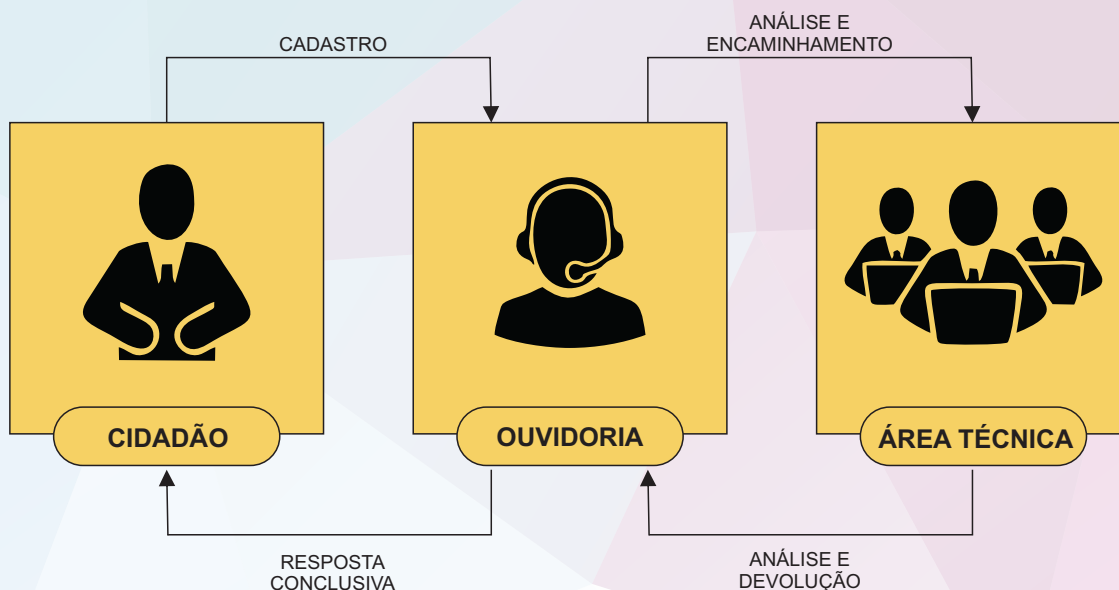 CADASTRO
ANÁLISE E
ENCAMINHAMENTO
CIDADÃO
OUVIDORIA
ÁREA TÉCNICA
RESPOSTA
CONCLUSIVA
ANÁLISE E
DEVOLUÇÃO